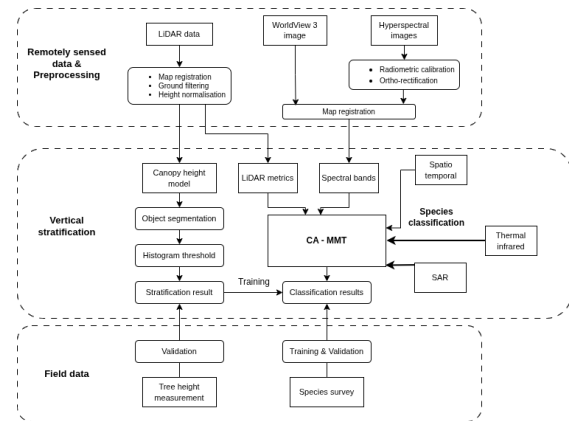 Remotely sensed
data &
Preprocessing
LiDAR data
WorldView 3
image
Hyperspectral
images
• Map registration
• Ground filtering
• Height normalisation
• Radiometric calibration
• Ortho-rectification
Map registration
Vertical
stratification
Canopy height
model
LiDAR metrics
Spectral bands
Spatio
temporal
Object segmentation
Species
classification
CA - MMT
Thermal
infrared
Histogram threshold
SAR
Stratification result
Training
Classification results
Field data
Validation
Training & Validation
Tree height
measurement
Species survey